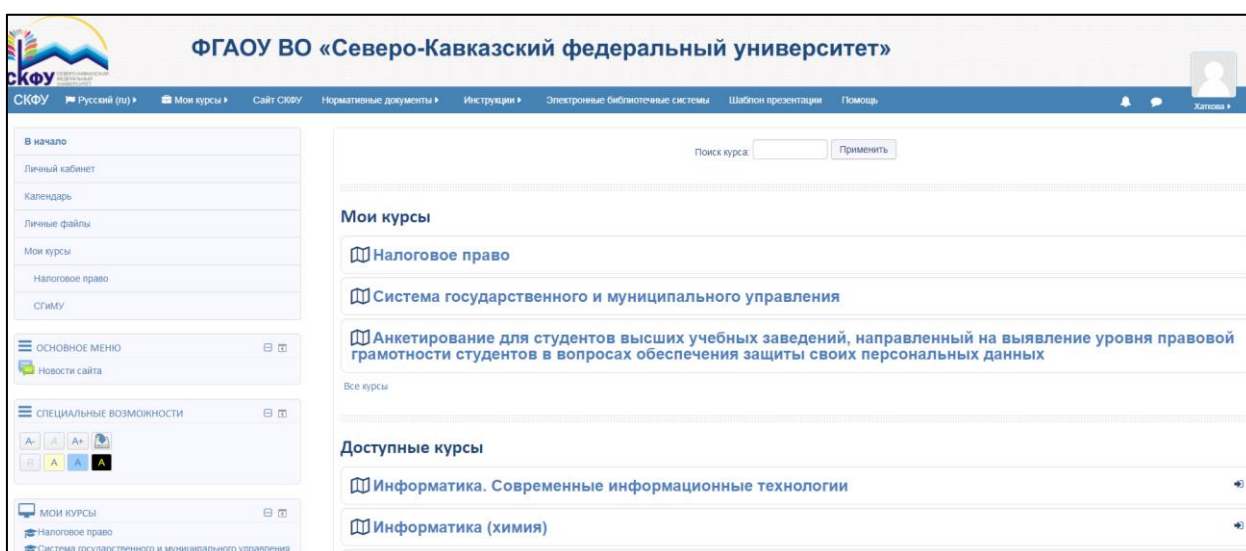 ФГАОУ ВО «Северо-Кавказский федеральный университет»
СКФУ
СКФУ Русский (ru) Мои курсы Сайт СКФУ Нормативные документы Инструкции Электронные библиотечные системы Шаблон презентации Помощь Хаткова
В начало
Личный кабинет
Календарь
Личные файлы
Мои курсы
Налоговое право
СГиМУ
ОСНОВНОЕ МЕНЮ
Новости сайта
СПЕЦИАЛЬНЫЕ ВОЗМОЖНОСТИ
A- A A+
R A A A
МОИ КУРСЫ
Налоговое право
Система государственного и муниципального управления
Поиск курса: Применить
Мои курсы
Налоговое право
Система государственного и муниципального управления
Анкетирование для студентов высших учебных заведений, направленный на выявление уровня правовой
грамотности студентов в вопросах обеспечения защиты своих персональных данных
Все курсы
Доступные курсы
Информатика. Современные информационные технологии
Информатика (химия)